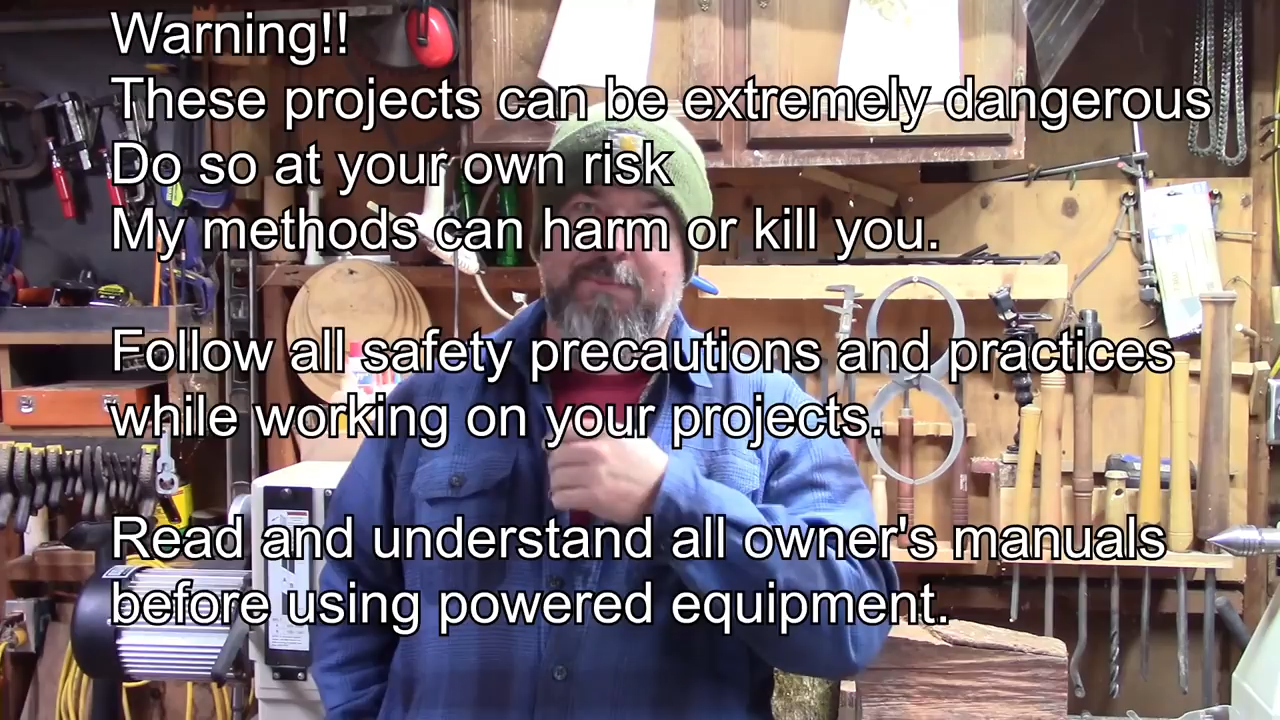 Warning!!
These projects can be extremely dangerous
Do so at your own risk
My methods can harm or kill you.
Follow all safety precautions and practices
while working on your projects.
Read and understand all owner's manuals
before using powered equipment.